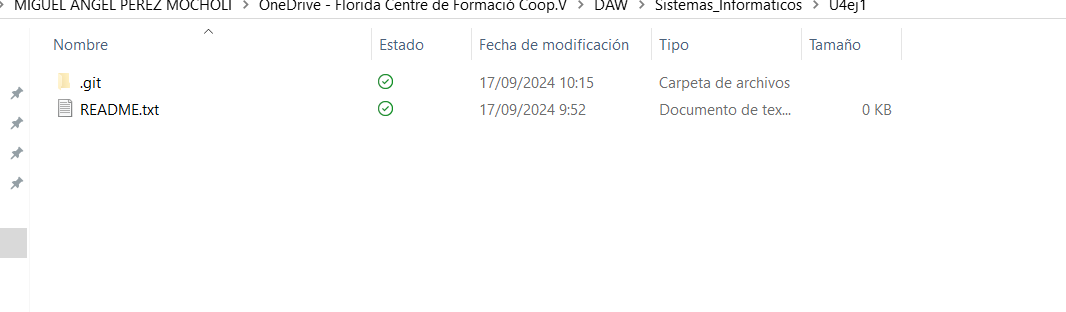 MIGUEL ANGEL PEREZ MOCHOLI > OneDrive - Florida Centre de Formació Coop.V > DAW > Sistemas_Informaticos > U4ej1
Nombre Estado Fecha de modificación Tipo Tamaño
.git 17/09/2024 10:15 Carpeta de archivos
README.txt 17/09/2024 9:52 Documento de tex... 0 KB